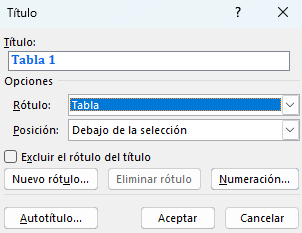 Título
?
Título:
Tabla 1
Opciones
Rótulo: Tabla
Posición: Debajo de la selección
Excluir el rótulo del título
Nuevo rótulo... Eliminar rótulo Numeración...
Autotítulo... Aceptar Cancelar